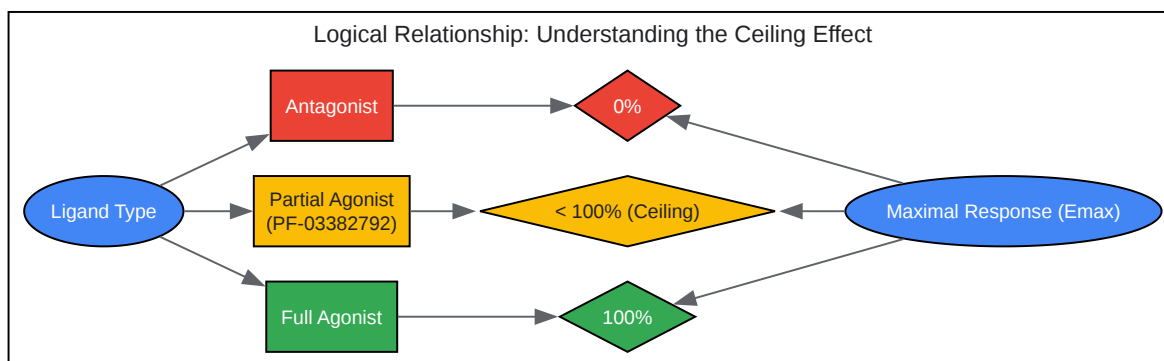 Logical Relationship: Understanding the Ceiling Effect
Antagonist
0%
Ligand Type
Partial Agonist
(PF-03382792)
< 100% (Ceiling)
Maximal Response (Emax)
Full Agonist
100%